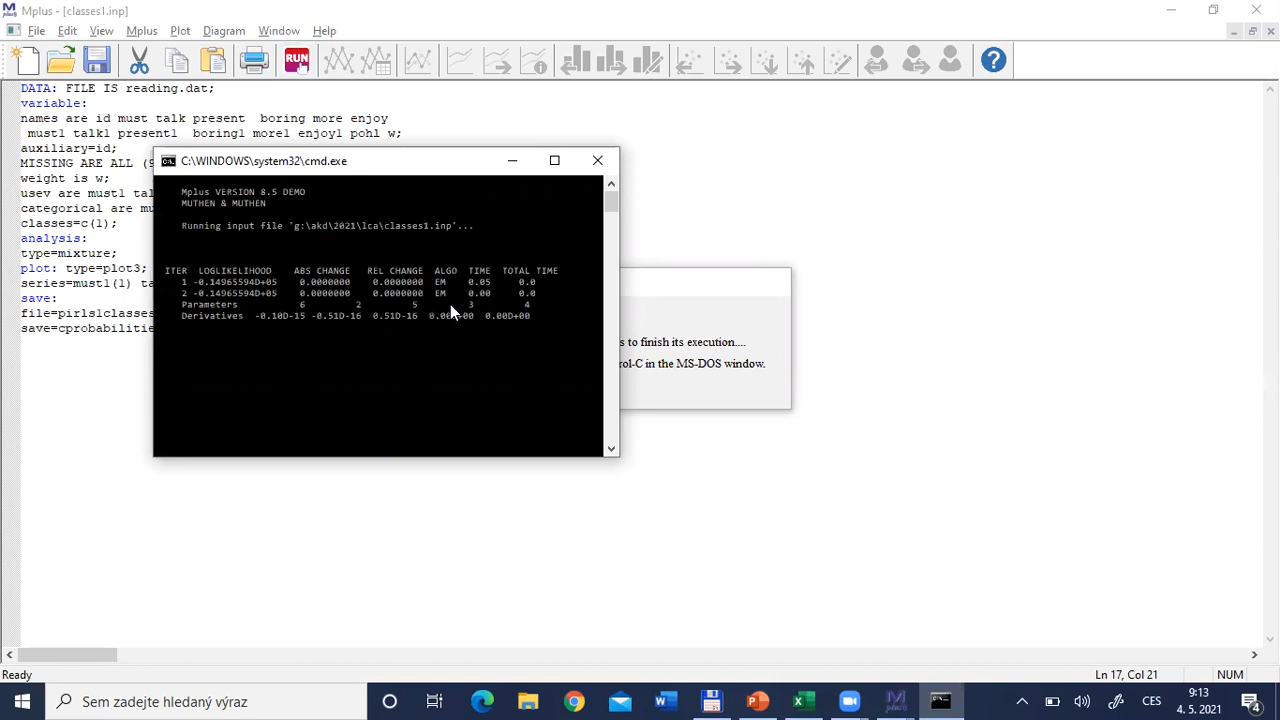 Mplus - [classes1.inp]
File Edit View Mplus Plot Diagram Window Help
RUN
DATA: FILE IS reading.dat;
variable:
names are id must talk present boring more enjoy
must1 talk1 present1 boring1 more1 enjoy1 pohl w;
auxiliary=id;
MISSING ARE ALL (9
weight is w;
usev are must1 tal
categorical are mu
classes=c(1);
analysis:
type=mixture;
plot: type=plot3;
series=must1(1) ta
save:
file=pirls1classes
save=cprobabilitie
C:\WINDOWS\system32\cmd.exe
Mplus VERSION 8.5 DEMO
MUTHEN & MUTHEN
Running input file 'g:\akd\2021\lca\classes1.inp'...
ITER LOGLIKELIHOOD ABS CHANGE REL CHANGE ALGO TIME TOTAL TIME
1 -0.14965594D+05 0.0000000 0.0000000 EM 0.05 0.0
2 -0.14965594D+05 0.0000000 0.0000000 EM 0.00 0.0
Parameters 6 2 5 3 4
Derivatives -0.10D-15 -0.51D-16 0.51D-16 0.00D+00 0.00D+00
s to finish its execution....
rol-C in the MS-DOS window.
Ready
Ln 17, Col 21
NUM
Sem zadejte hledaný výraz
CES
9:13
4. 5. 2021
4